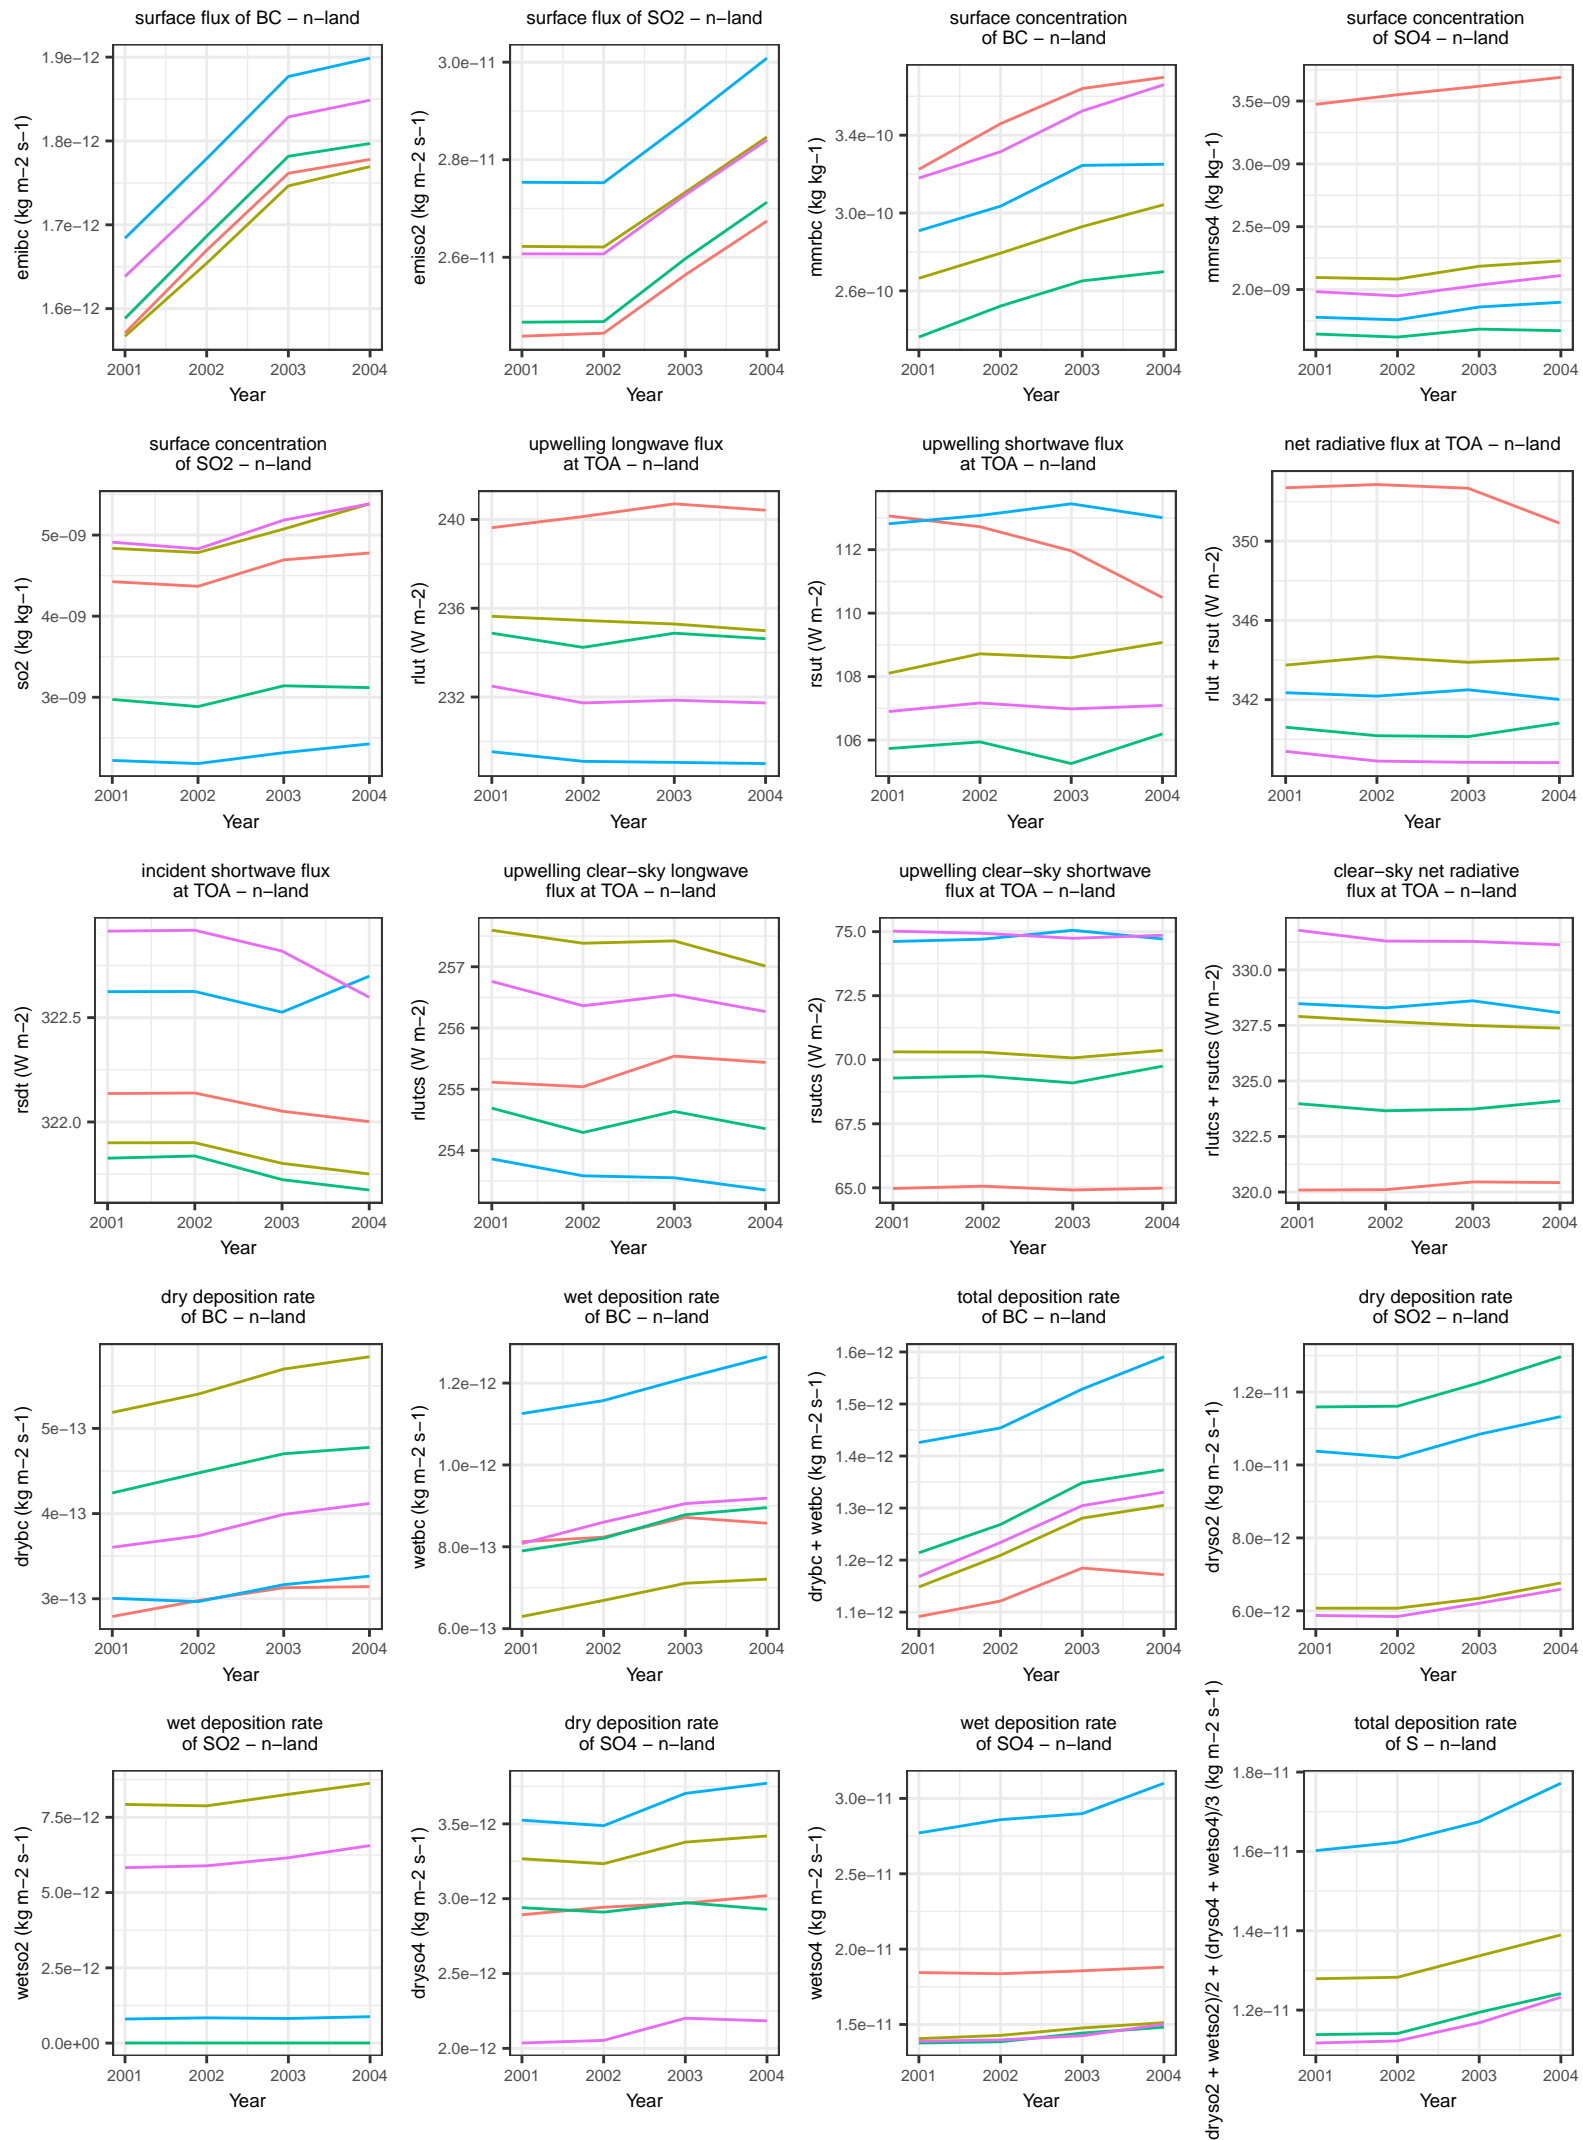 surface flux of BC − n−land
surface flux of SO2 − n−land
surface concentration
of BC − n−land
surface concentration
of SO4 − n−land
emibc (kg m−2 s−1)
1.9e−12
1.8e−12
1.7e−12
1.6e−12
2001 2002 2003 2004
Year
emiso2 (kg m−2 s−1)
3.0e−11
2.8e−11
2.6e−11
2001 2002 2003 2004
Year
mmrbc (kg kg−1)
3.4e−10
3.0e−10
2.6e−10
2001 2002 2003 2004
Year
mmrso4 (kg kg−1)
3.5e−09
3.0e−09
2.5e−09
2.0e−09
2001 2002 2003 2004
Year
surface concentration
of SO2 − n−land
upwelling longwave flux
at TOA − n−land
upwelling shortwave flux
at TOA − n−land
net radiative flux at TOA − n−land
so2 (kg kg−1)
5e−09
4e−09
3e−09
2001 2002 2003 2004
Year
rlut (W m−2)
240
236
232
2001 2002 2003 2004
Year
rsut (W m−2)
112
110
108
106
2001 2002 2003 2004
Year
rlut + rsut (W m−2)
350
346
342
2001 2002 2003 2004
Year
incident shortwave flux
at TOA − n−land
upwelling clear−sky longwave
flux at TOA − n−land
upwelling clear−sky shortwave
flux at TOA − n−land
clear−sky net radiative
flux at TOA − n−land
rsdt (W m−2)
322.5
322.0
2001 2002 2003 2004
Year
rlutcs (W m−2)
257
256
255
254
2001 2002 2003 2004
Year
rsutcs (W m−2)
75.0
72.5
70.0
67.5
65.0
2001 2002 2003 2004
Year
rlutcs + rsutcs (W m−2)
330.0
327.5
325.0
322.5
320.0
2001 2002 2003 2004
Year
dry deposition rate
of BC − n−land
wet deposition rate
of BC − n−land
total deposition rate
of BC − n−land
dry deposition rate
of SO2 − n−land
drybc (kg m−2 s−1)
5e−13
4e−13
3e−13
2001 2002 2003 2004
Year
wetbc (kg m−2 s−1)
1.2e−12
1.0e−12
8.0e−13
6.0e−13
2001 2002 2003 2004
Year
drybc + wetbc (kg m−2 s−1)
1.6e−12
1.5e−12
1.4e−12
1.3e−12
1.2e−12
1.1e−12
2001 2002 2003 2004
Year
dryso2 (kg m−2 s−1)
1.2e−11
1.0e−11
8.0e−12
6.0e−12
2001 2002 2003 2004
Year
wet deposition rate
of SO2 − n−land
dry deposition rate
of SO4 − n−land
wet deposition rate
of SO4 − n−land
total deposition rate
of S − n−land
wetso2 (kg m−2 s−1)
7.5e−12
5.0e−12
2.5e−12
0.0e+00
2001 2002 2003 2004
Year
dryso4 (kg m−2 s−1)
3.5e−12
3.0e−12
2.5e−12
2.0e−12
2001 2002 2003 2004
Year
wetso4 (kg m−2 s−1)
3.0e−11
2.5e−11
2.0e−11
1.5e−11
2001 2002 2003 2004
Year
dryso2 + wetso2)/2 + (dryso4 + wetso4)/3 (kg m−2 s−1)
1.8e−11
1.6e−11
1.4e−11
1.2e−11
2001 2002 2003 2004
Year